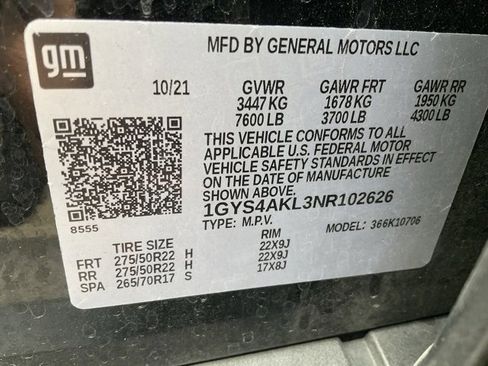 gm
MFD BY GENERAL MOTORS LLC
10/21 GVWR GAWR FRT GAWR RR
3447 KG 1678 KG 1950 KG
7600 LB 3700 LB 4300 LB
THIS VEHICLE CONFORMS TO ALL
APPLICABLE U.S. FEDERAL MOTOR
VEHICLE SAFETY STANDARDS IN EFFECT
ON THE DATE OF MANUFACTURE
SHOWN ABOVE.
1GYS4AKL3NR102626
8555 TYPE: M.P.V. MODEL: 366K10706
TIRE SIZE RIM
FRT 275/50R22 H 22X9J
RR 275/50R22 H 22X9J
SPA 265/70R17 S 17X8J